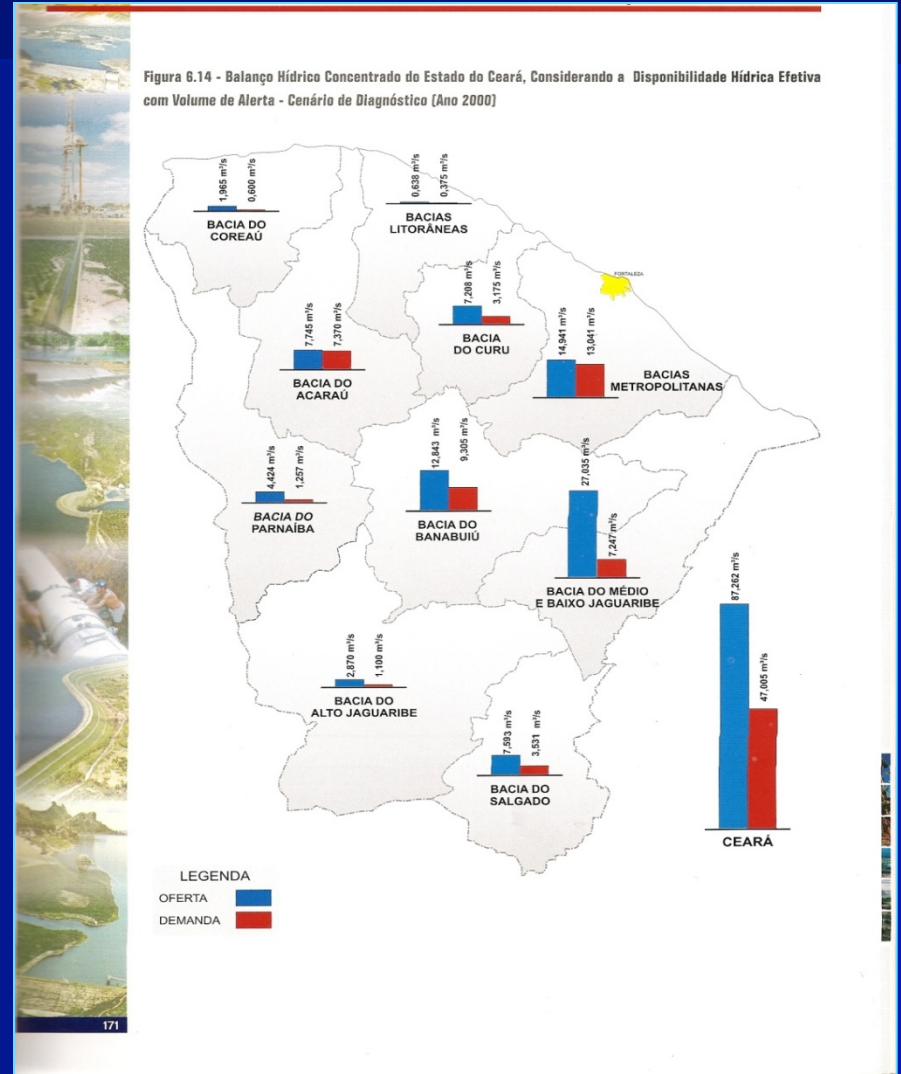 Figura 6.14 - Balanço Hídrico Concentrado do Estado do Ceará, Considerando a Disponibilidade Hídrica Efetiva
com Volume de Alerta - Cenário de Diagnóstico (Ano 2000)
1,965 m³/s
0,600 m³/s
BACIA DO
COREAÚ
0,638 m³/s
0,375 m³/s
BACIAS
LITORÂNEAS
FORTALEZA
7,208 m³/s
3,175 m³/s
BACIA
DO CURU
7,745 m³/s
7,370 m³/s
BACIA DO
ACARAÚ
14,941 m³/s
13,041 m³/s
BACIAS
METROPOLITANAS
4,424 m³/s
1,257 m³/s
BACIA DO
PARNAÍBA
12,843 m³/s
9,305 m³/s
BACIA DO
BANABUIÚ
27,035 m³/s
7,247 m³/s
BACIA DO MÉDIO
E BAIXO JAGUARIBE
2,870 m³/s
1,100 m³/s
BACIA DO
ALTO JAGUARIBE
7,593 m³/s
3,531 m³/s
BACIA DO
SALGADO
87,262 m³/s
47,005 m³/s
CEARÁ
LEGENDA
OFERTA
DEMANDA
171